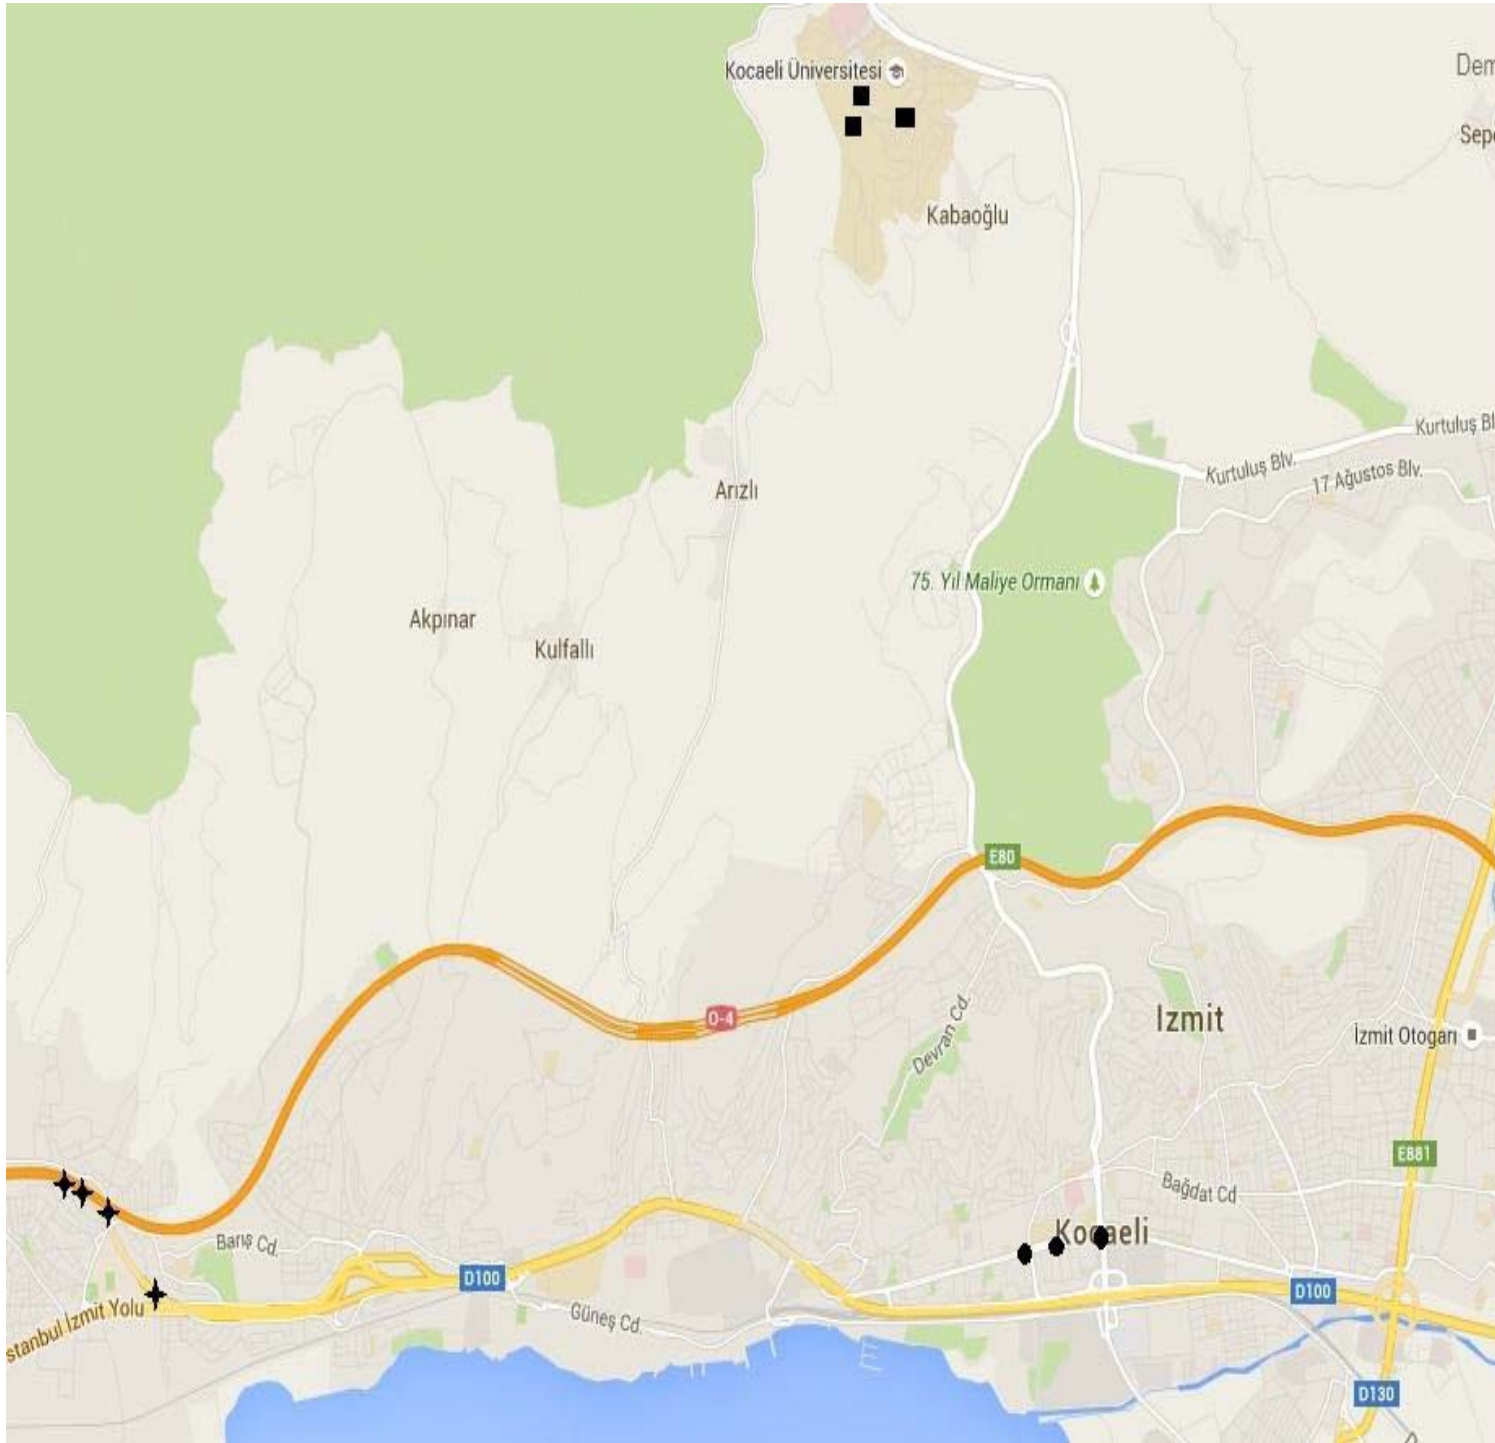 Kocaeli Üniversitesi
Dem
Sep
Kabaoğlu
Kurtuluş Bl
Kurtuluş Blv.
17 Ağustos Blv.
Arızlı
75. Yıl Maliye Ormanı
Akpınar
Kulfallı
E80
O-4
Izmit
Devran Cd.
İzmit Otogarı
E881
Bağdat Cd
Barış Cd.
Kocaeli
D100
D100
Güneş Cd.
stanbul İzmit Yolu
D130